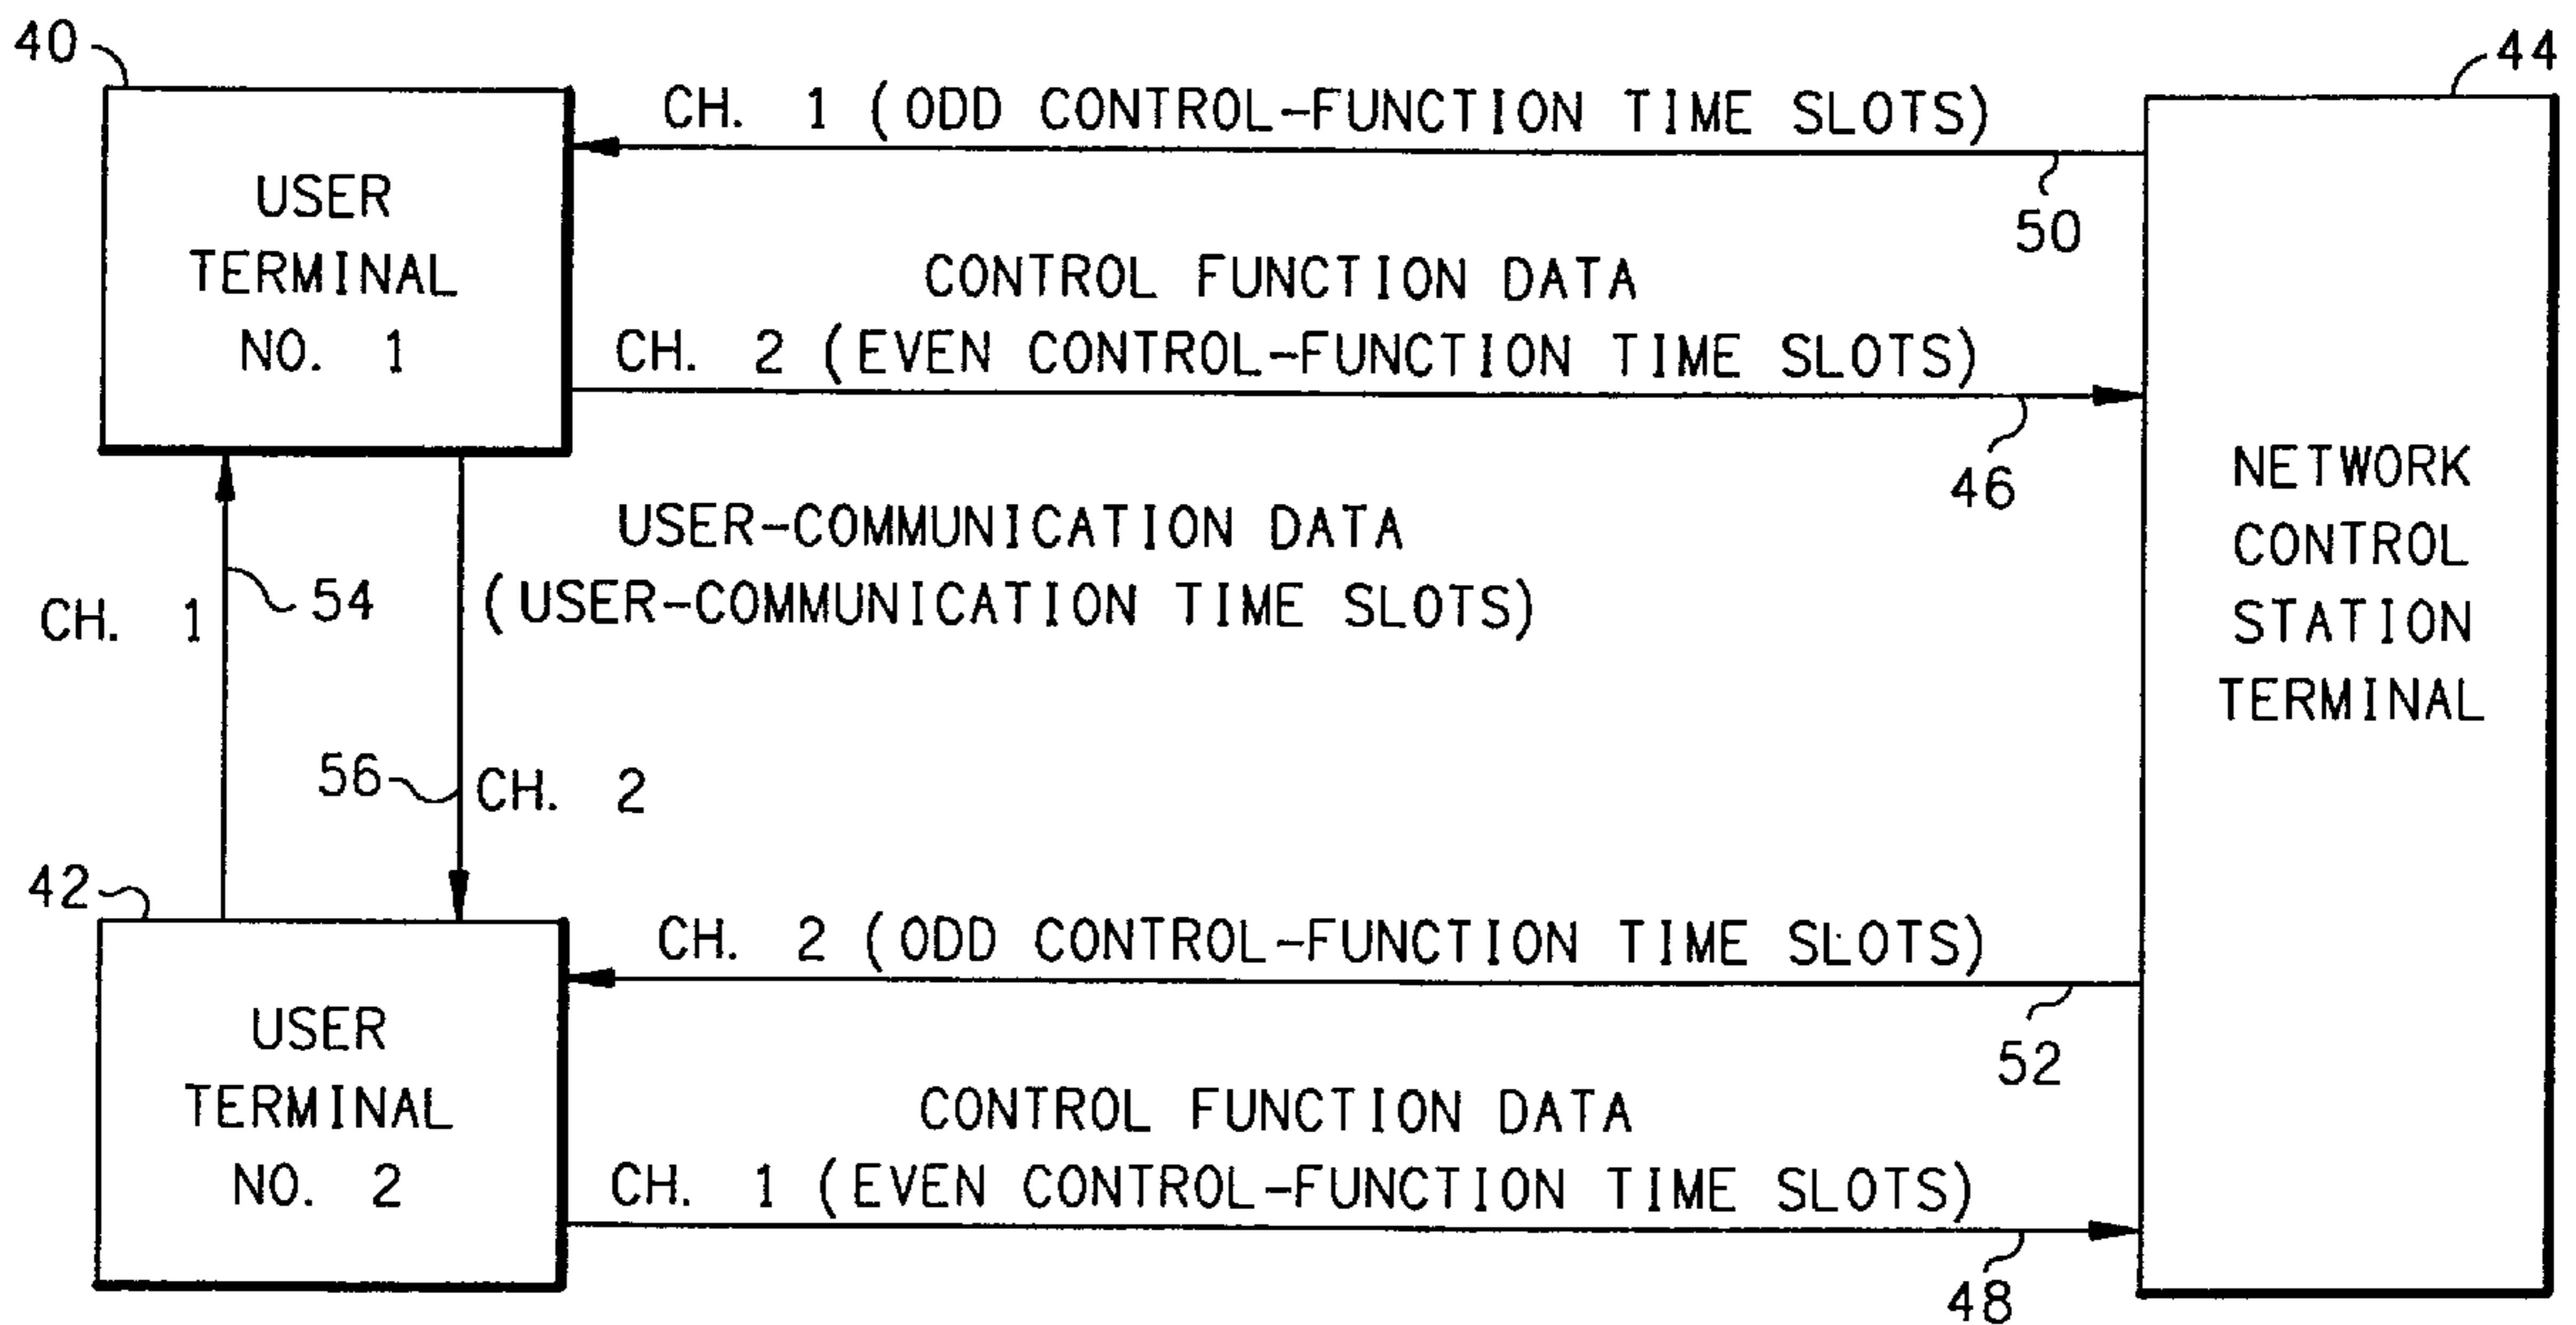 40
44
CH. 1 (ODD CONTROL-FUNCTION TIME SLOTS)
50
USER
TERMINAL
NO. 1
CONTROL FUNCTION DATA
CH. 2 (EVEN CONTROL-FUNCTION TIME SLOTS)
46
NETWORK
CONTROL
STATION
TERMINAL
USER-COMMUNICATION DATA
(USER-COMMUNICATION TIME SLOTS)
CH. 1
54
56
CH. 2
42
CH. 2 (ODD CONTROL-FUNCTION TIME SLOTS)
52
USER
TERMINAL
NO. 2
CONTROL FUNCTION DATA
CH. 1 (EVEN CONTROL-FUNCTION TIME SLOTS)
48